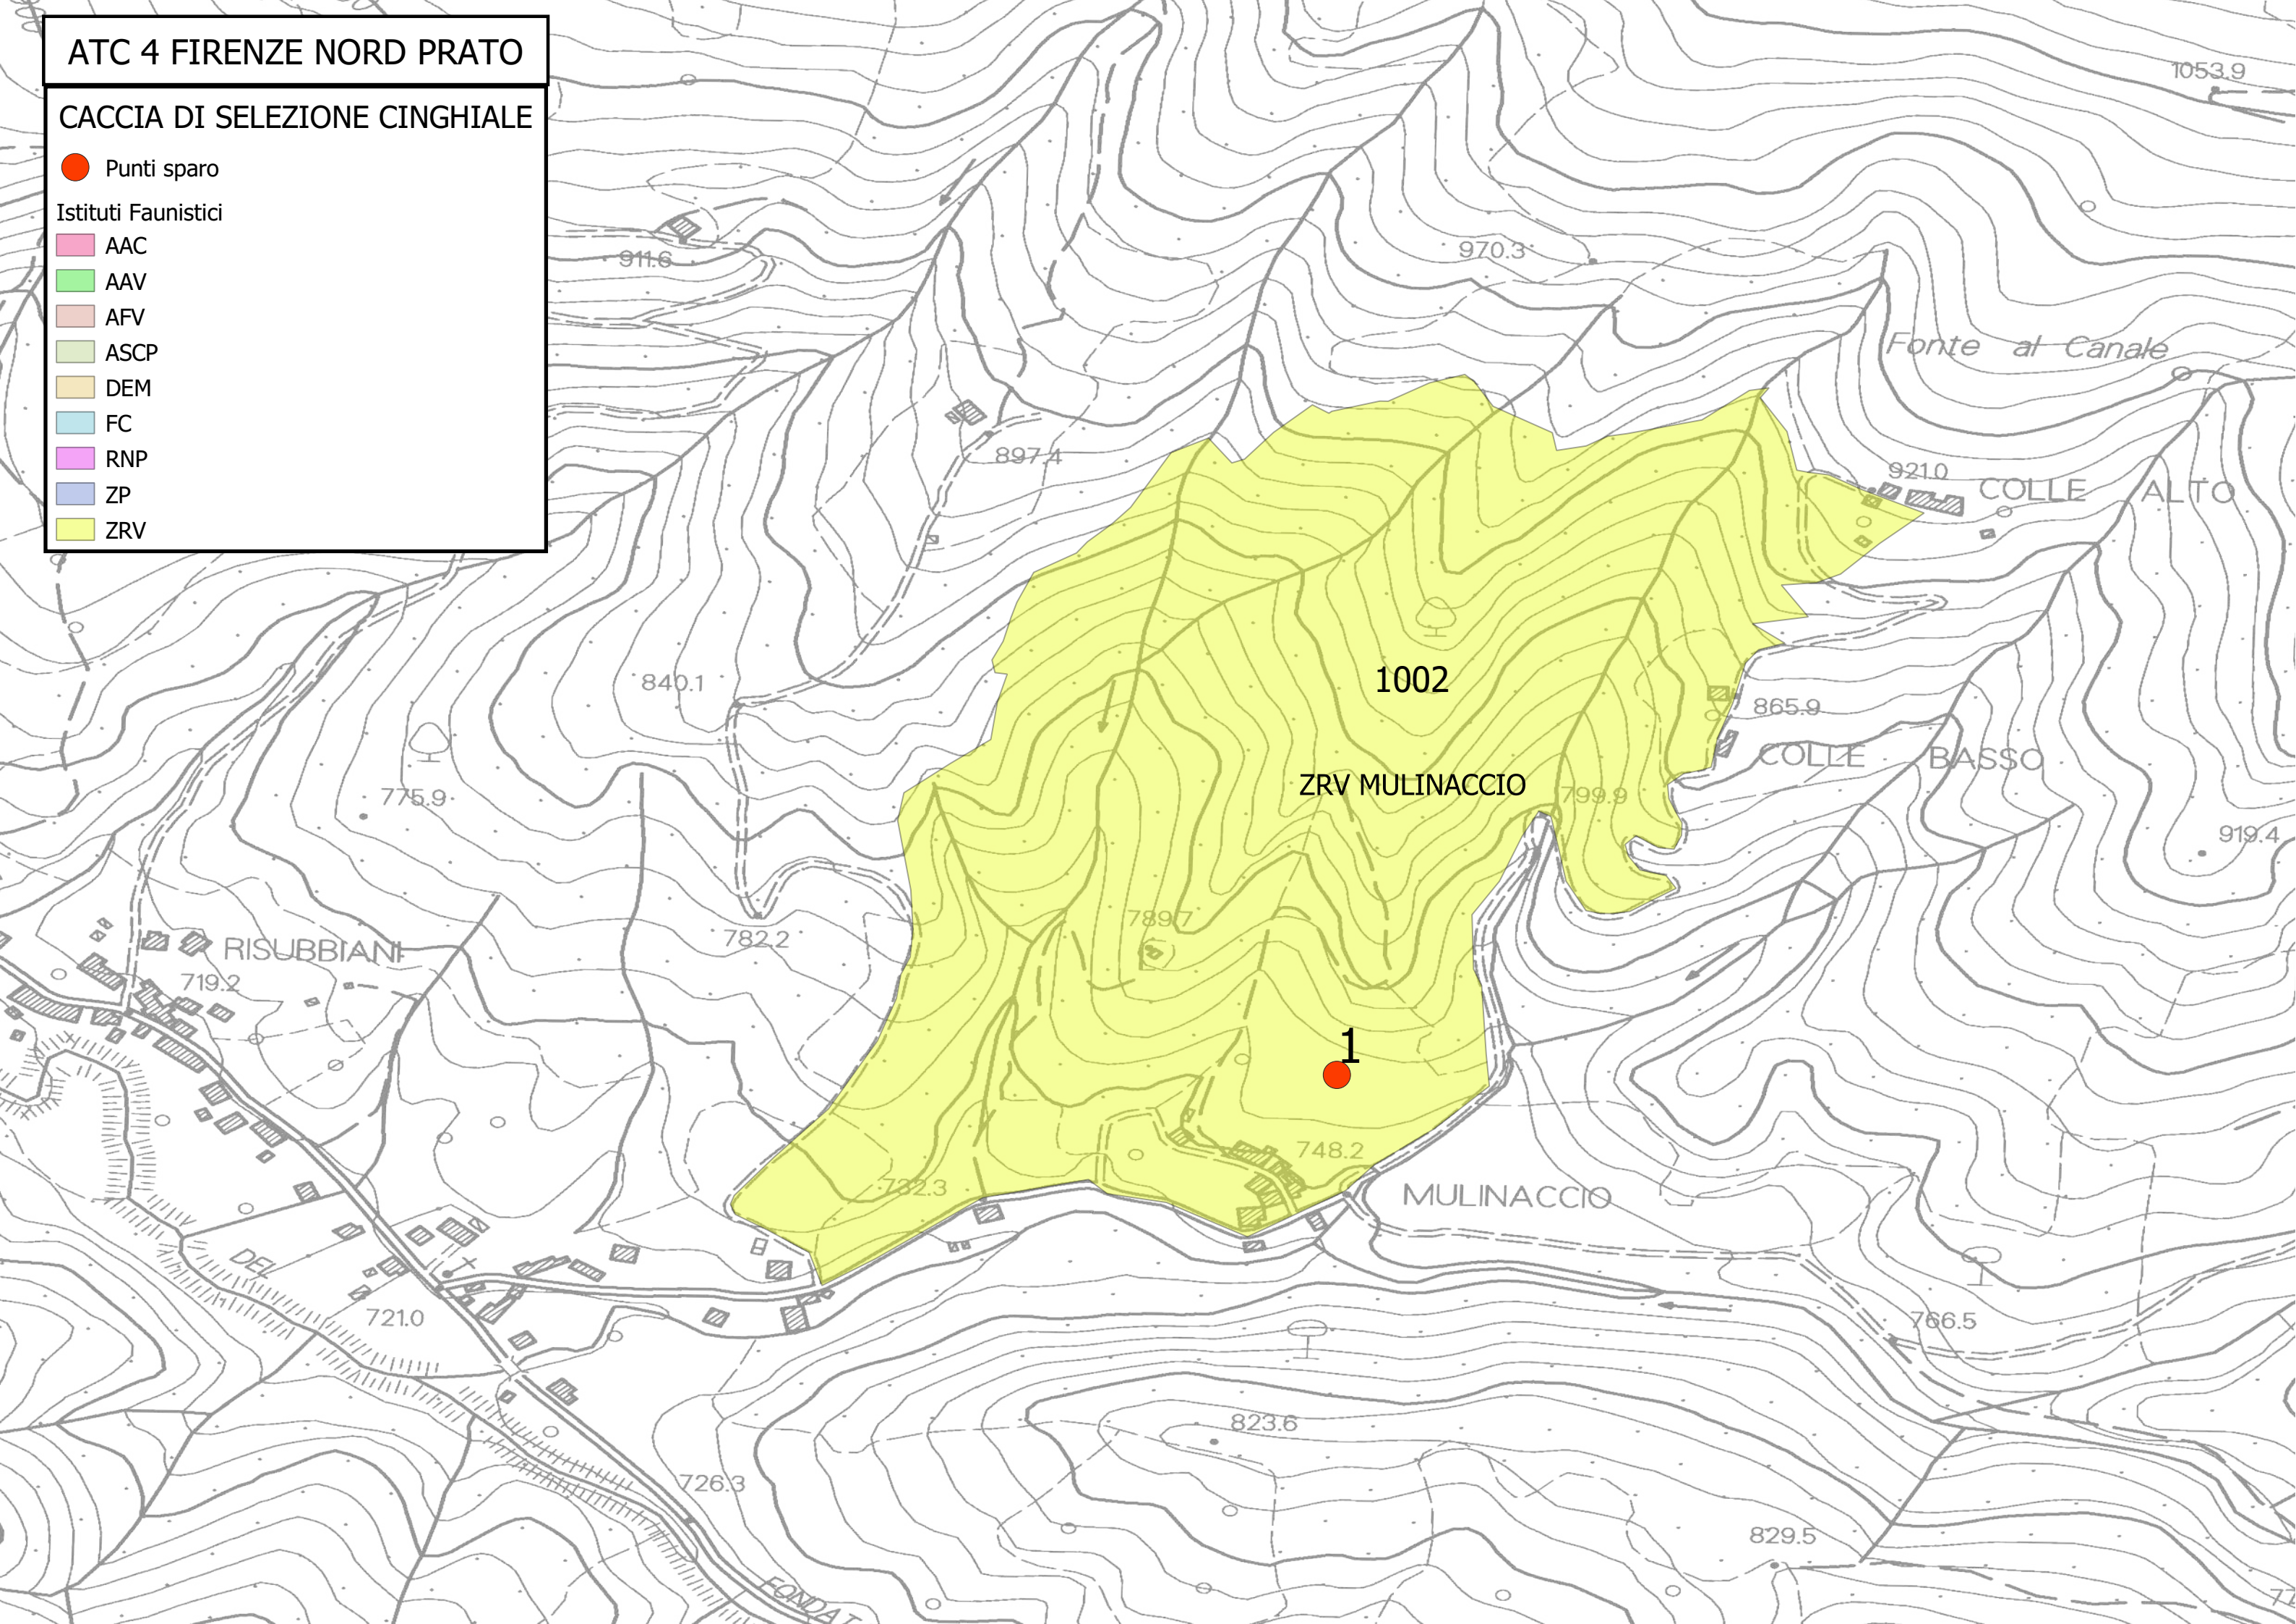 ATC 4 FIRENZE NORD PRATO
CACCIA DI SELEZIONE CINGHIALE
Punti sparo
Istituti Faunistici
AAC
AAV
AFV
ASCP
DEM
FC
RNP
ZP
ZRV
1053.9
970.3
911.6
Fonte al Canale
897.4
921.0
COLLE ALTO
1002
840.1
865.9
COLLE BASSO
ZRV MULINACCIO
799.9
775.9
919.4
789.7
782.2
RISUBBIANI
719.2
1
748.2
732.3
MULINACCIO
DEL
721.0
766.5
823.6
726.3
829.5
77